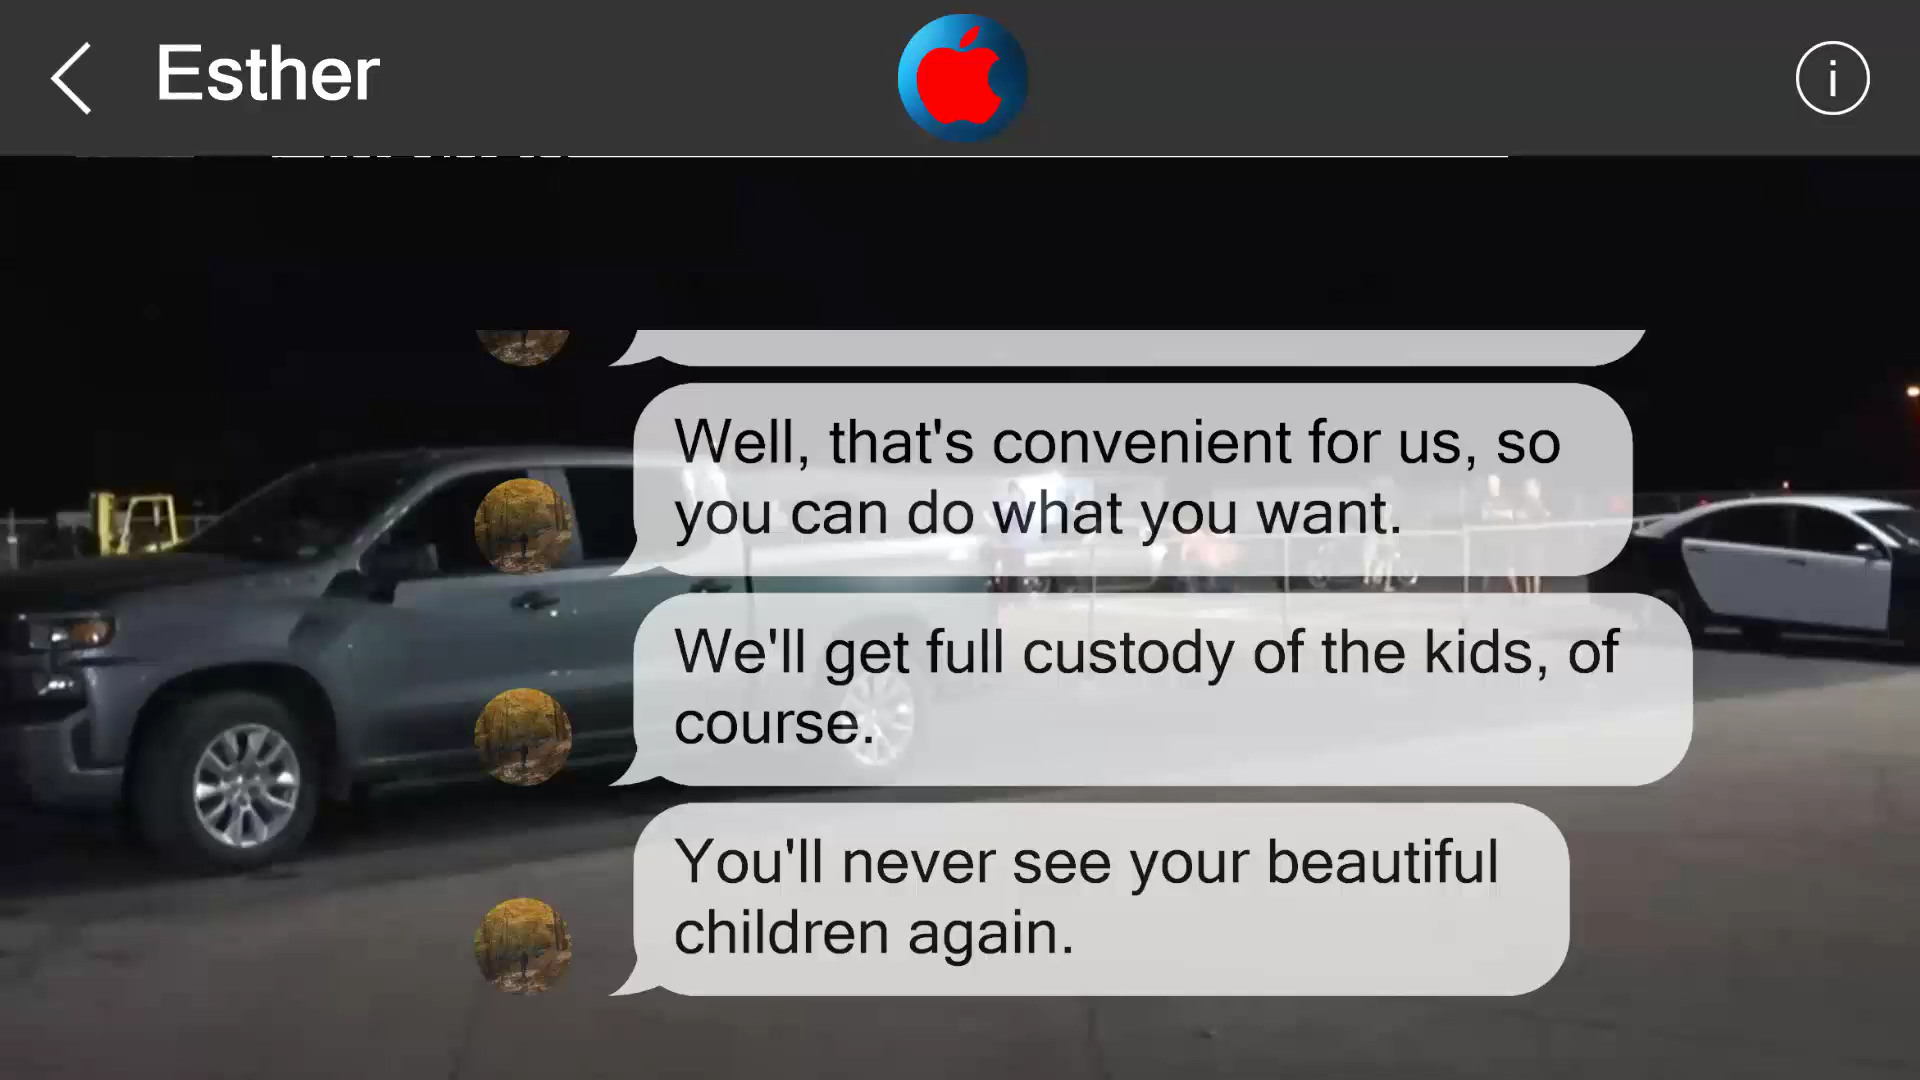 Esther
i
Well, that's convenient for us, so
you can do what you want.
We'll get full custody of the kids, of
course.
You'll never see your beautiful
children again.